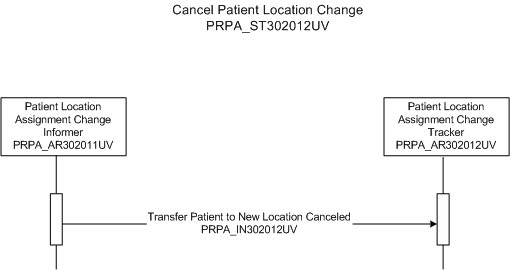 Cancel Patient Location Change
PRPA_ST302012UV
Patient Location
Assignment Change
Informer
PRPA_AR302011UV
Patient Location
Assignment Change
Tracker
PRPA_AR302012UV
Transfer Patient to New Location Canceled
PRPA_IN302012UV